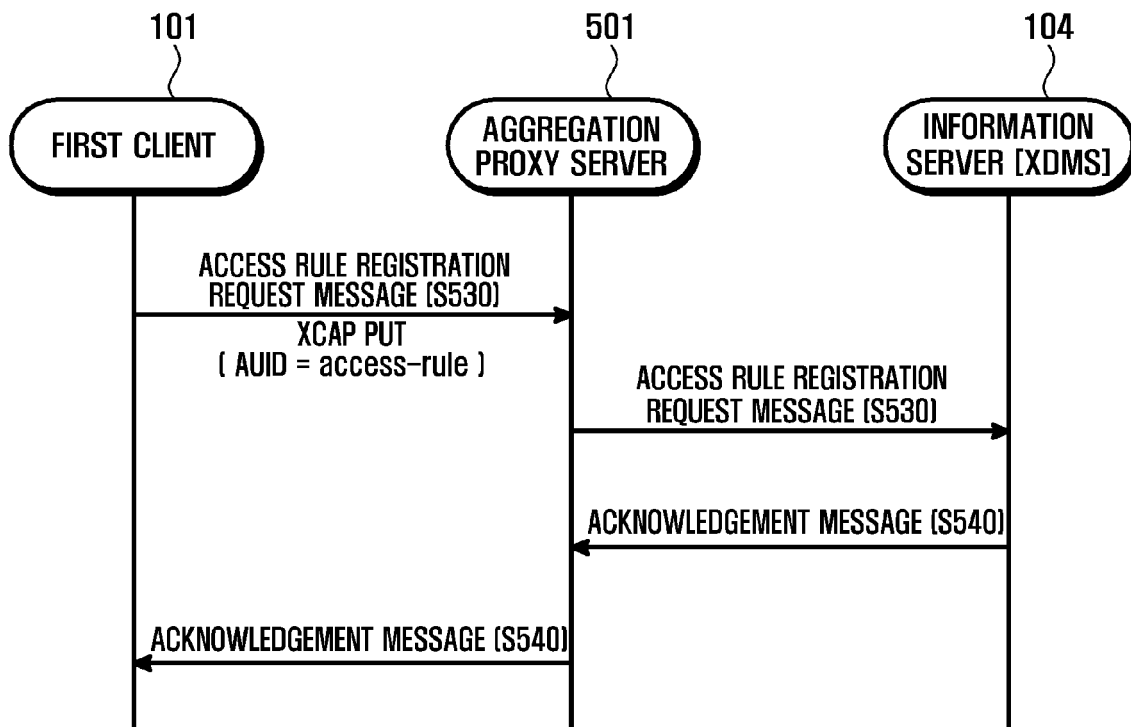 101
501
104
FIRST CLIENT
AGGREGATION
PROXY SERVER
INFORMATION
SERVER [XDMS]
ACCESS RULE REGISTRATION
REQUEST MESSAGE (S530)
XCAP PUT
( AUID = access-rule )
ACCESS RULE REGISTRATION
REQUEST MESSAGE (S530)
ACKNOWLEDGEMENT MESSAGE (S540)
ACKNOWLEDGEMENT MESSAGE (S540)